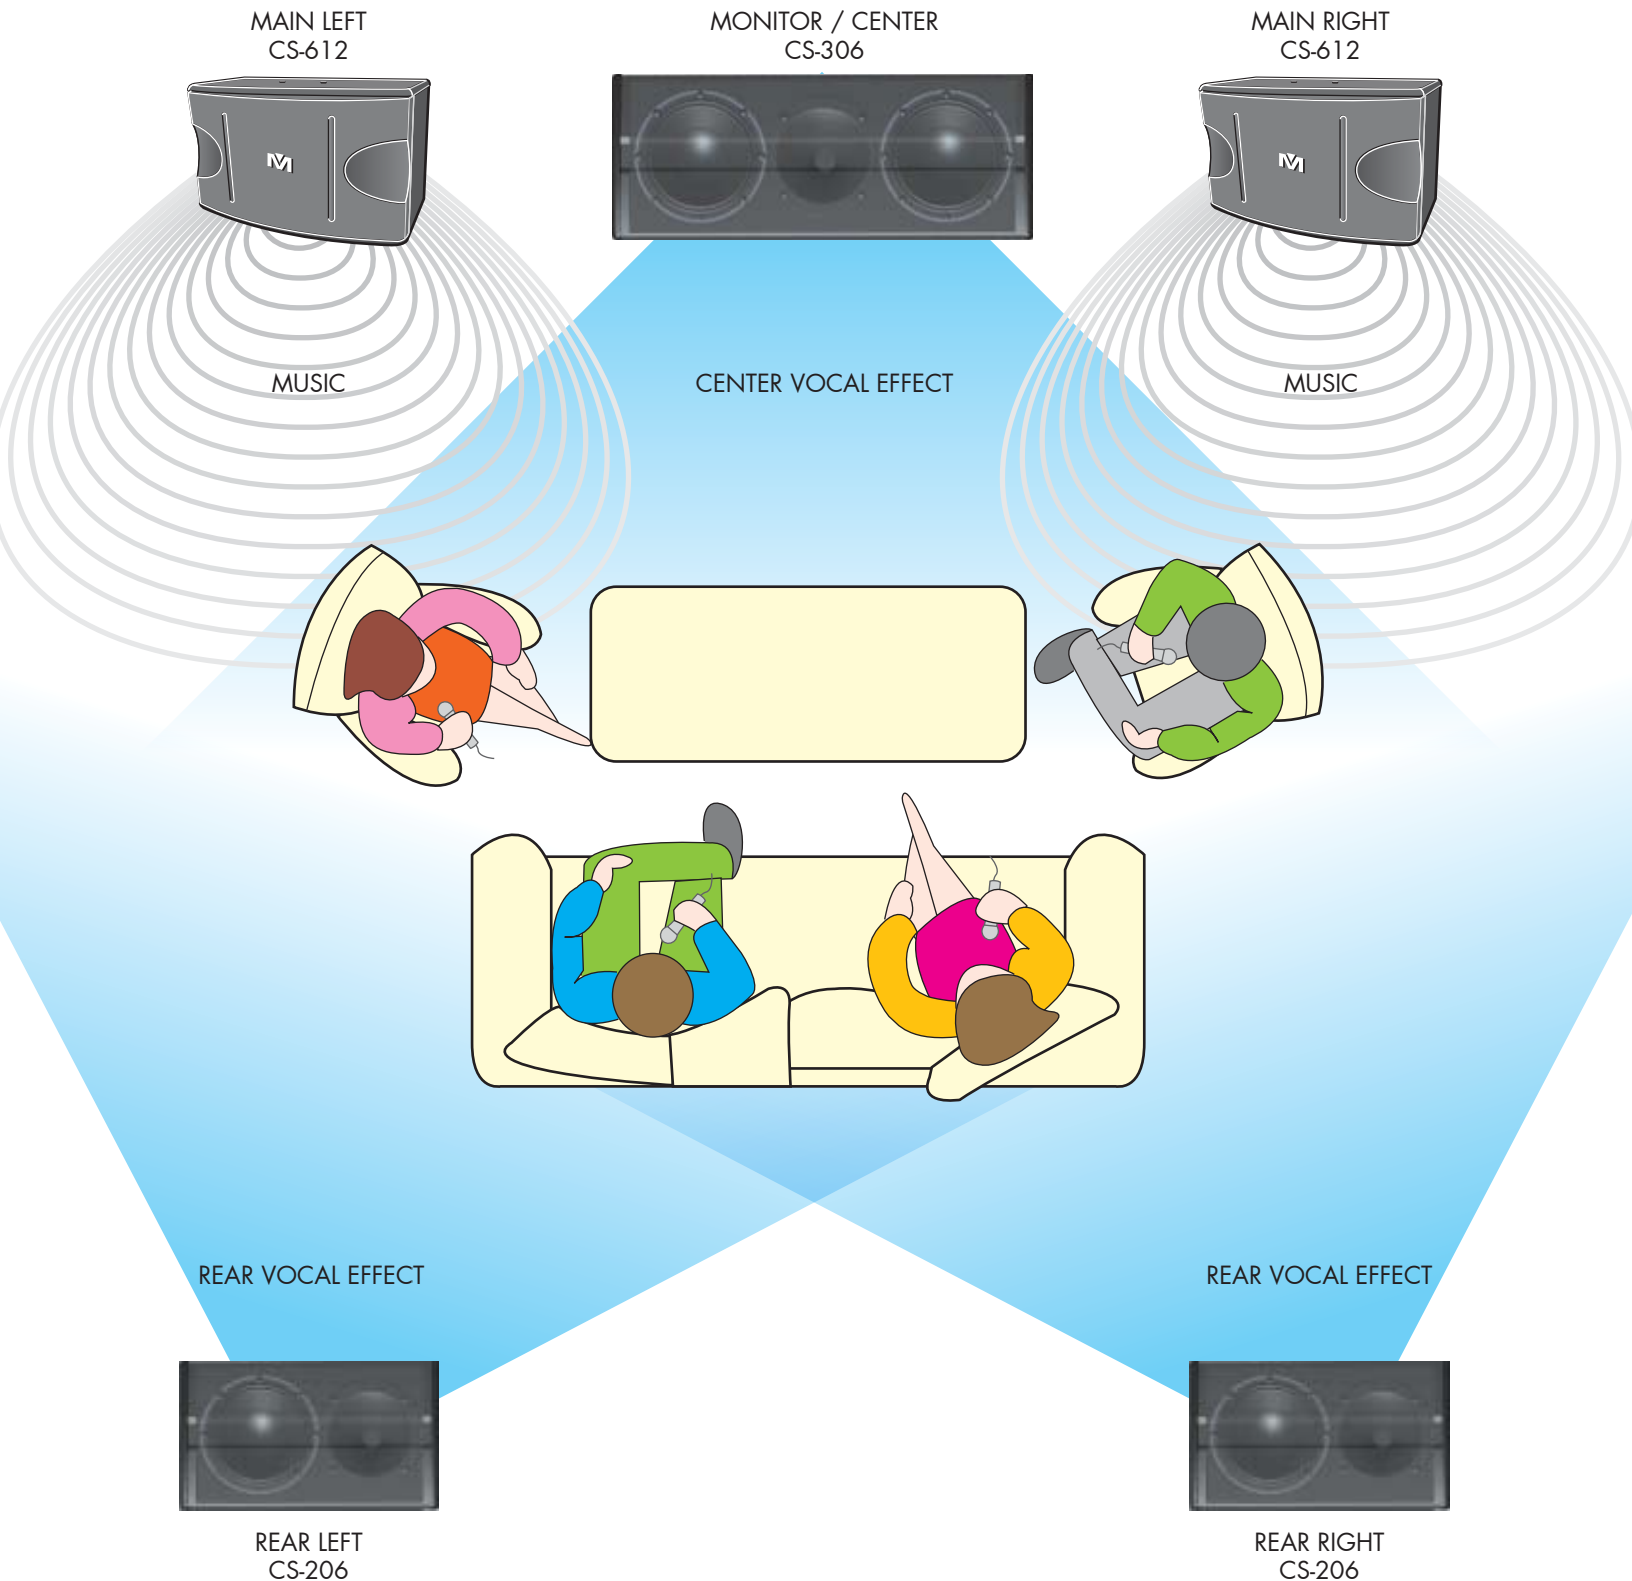 MAIN LEFT
CS-612
MONITOR / CENTER
CS-306
MAIN RIGHT
CS-612
MUSIC
CENTER VOCAL EFFECT
MUSIC
REAR VOCAL EFFECT
REAR VOCAL EFFECT
REAR LEFT
CS-206
REAR RIGHT
CS-206